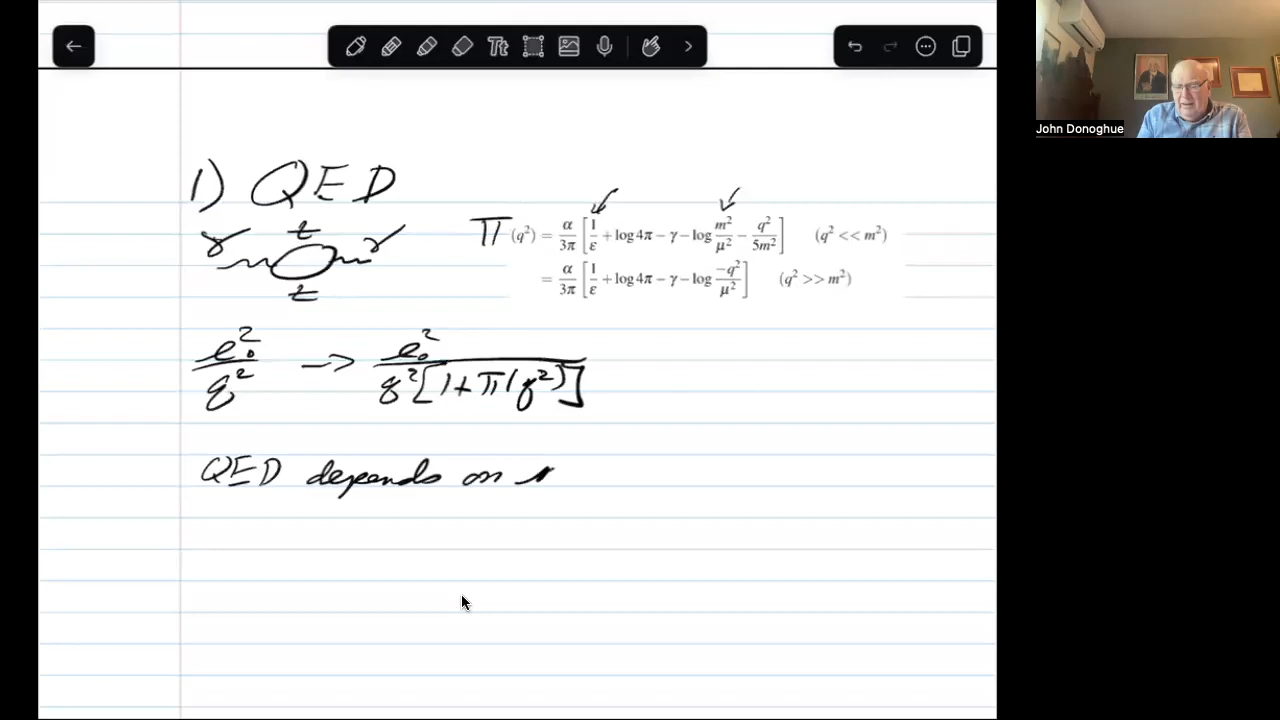 Tt
John Donoghue
1) QED
t
γ γ
t
Π (q²) = α/3π [1/ε + log 4π − γ − log m²/μ² − q²/5m²] (q² << m²)
= α/3π [1/ε + log 4π − γ − log −q²/μ²] (q² >> m²)
e₀²/q² -> e₀²/q²[1+π(q²)]
QED depends on